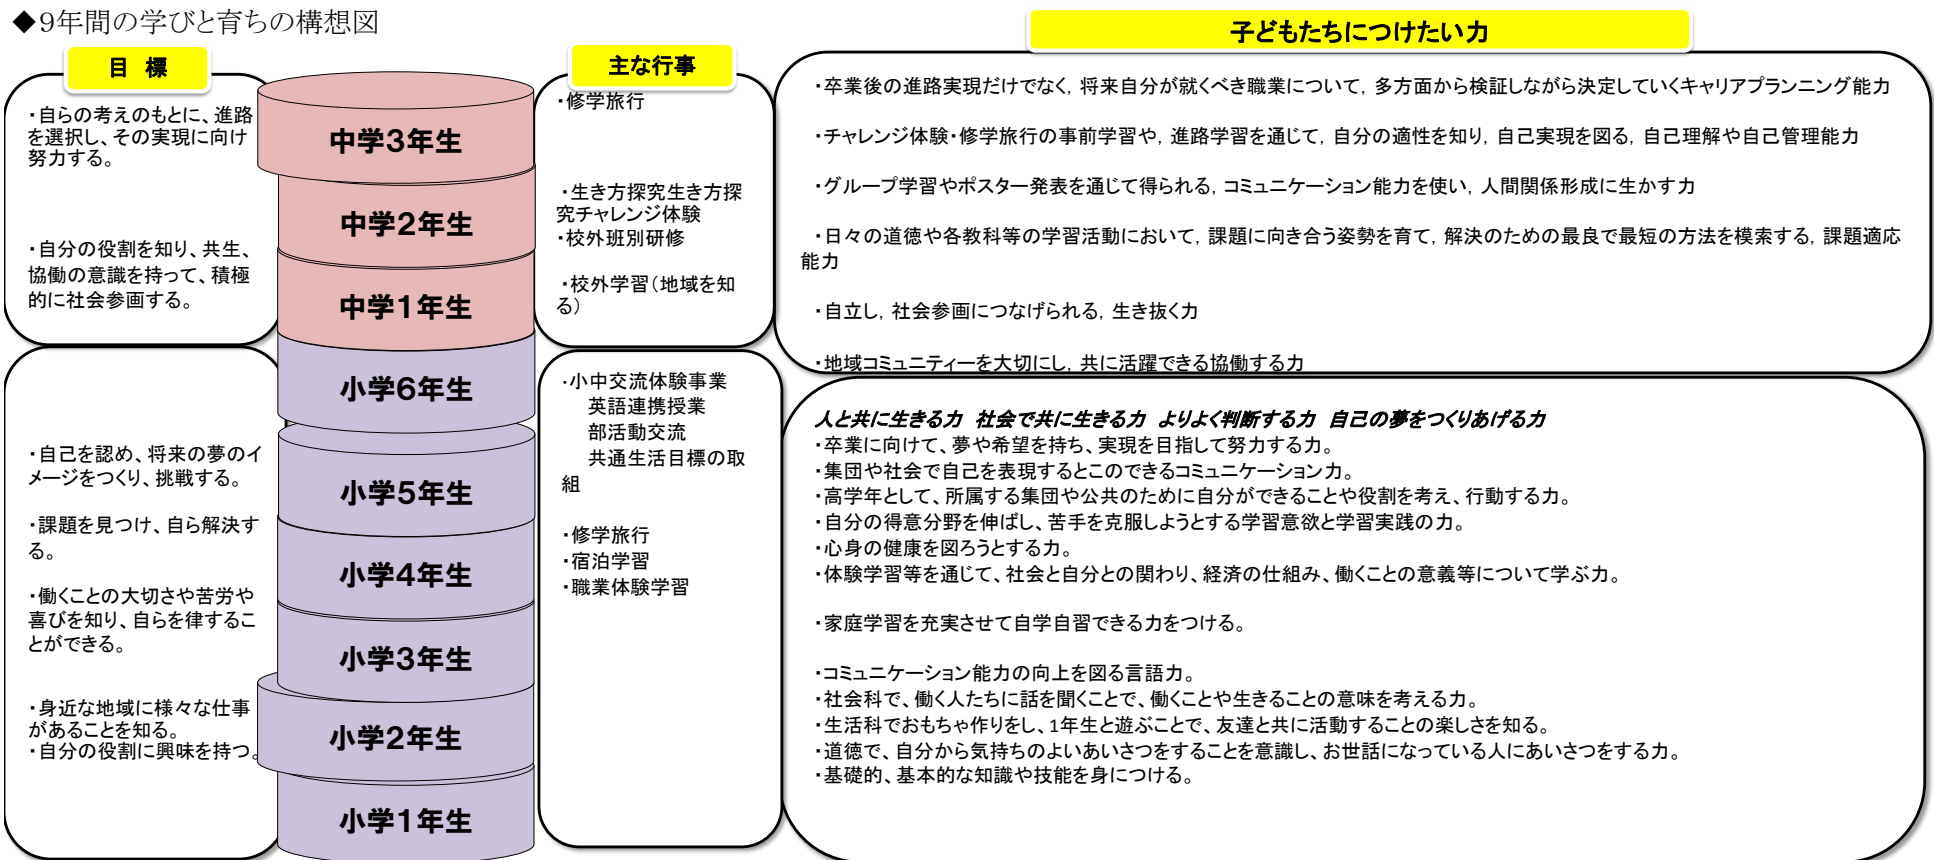 ◆9年間の学びと育ちの構想図
目 標
・自らの考えのもとに、進路
を選択し、その実現に向け
努力する。
・自分の役割を知り、共生、
協働の意識を持って、積極
的に社会参画する。
・自己を認め、将来の夢のイ
メージをつくり、挑戦する。
・課題を見つけ、自ら解決す
る。
・働くことの大切さや苦労や
喜びを知り、自らを律するこ
とができる。
・身近な地域に様々な仕事
があることを知る。
・自分の役割に興味を持つ。
中学3年生
中学2年生
中学1年生
小学6年生
小学5年生
小学4年生
小学3年生
小学2年生
小学1年生
主な行事
・修学旅行
・生き方探究生き方探
究チャレンジ体験
・校外班別研修
・校外学習(地域を知
る)
・小中交流体験事業
英語連携授業
部活動交流
共通生活目標の取
組
・修学旅行
・宿泊学習
・職業体験学習
子どもたちにつけたい力
・卒業後の進路実現だけでなく, 将来自分が就くべき職業について, 多方面から検証しながら決定していくキャリアプランニング能力
・チャレンジ体験・修学旅行の事前学習や, 進路学習を通じて, 自分の適性を知り, 自己実現を図る, 自己理解や自己管理能力
・グループ学習やポスター発表を通じて得られる, コミュニケーション能力を使い, 人間関係形成に生かす力
・日々の道徳や各教科等の学習活動において, 課題に向き合う姿勢を育て, 解決のための最良で最短の方法を模索する, 課題適応
能力
・自立し, 社会参画につなげられる, 生き抜く力
・地域コミュニティーを大切にし, 共に活躍できる協働する力
人と共に生きる力 社会で共に生きる力 よりよく判断する力 自己の夢をつくりあげる力
・卒業に向けて、夢や希望を持ち、実現を目指して努力する力。
・集団や社会で自己を表現するとこのできるコミュニケーション力。
・高学年として、所属する集団や公共のために自分ができることや役割を考え、行動する力。
・自分の得意分野を伸ばし、苦手を克服しようとする学習意欲と学習実践の力。
・心身の健康を図ろうとする力。
・体験学習等を通じて、社会と自分との関わり、経済の仕組み、働くことの意義等について学ぶ力。
・家庭学習を充実させて自学自習できる力をつける。
・コミュニケーション能力の向上を図る言語力。
・社会科で、働く人たちに話を聞くことで、働くことや生きることの意味を考える力。
・生活科でおもちゃ作りをし、1年生と遊ぶことで、友達と共に活動することの楽しさを知る。
・道徳で、自分から気持ちのよいあいさつをすることを意識し、お世話になっている人にあいさつをする力。
・基礎的、基本的な知識や技能を身につける。